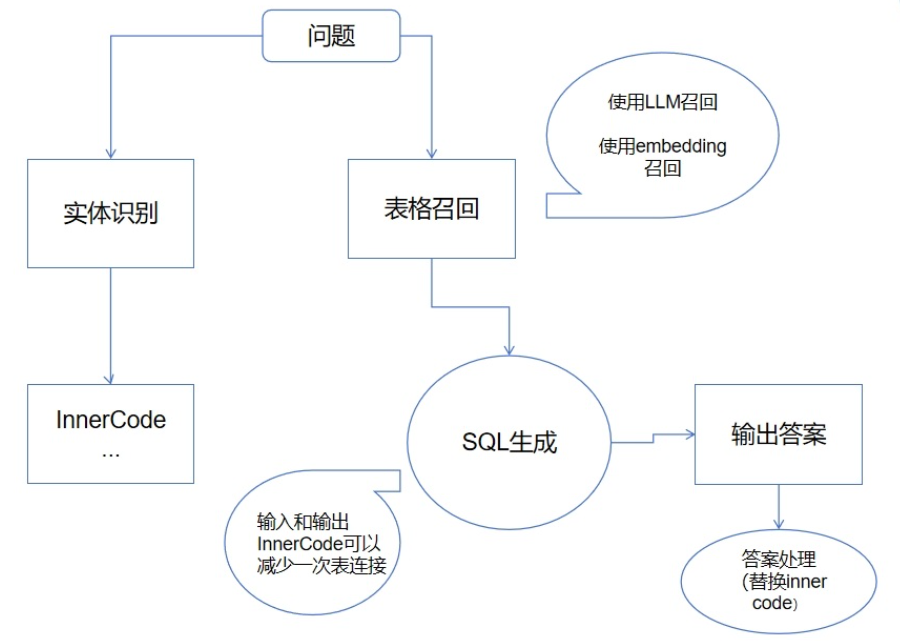 问题
使用LLM召回
使用embedding
召回
实体识别
表格召回
InnerCode
...
SQL生成
输出答案
输入和输出
InnerCode可以
减少一次表连接
答案处理
（替换inner
code）